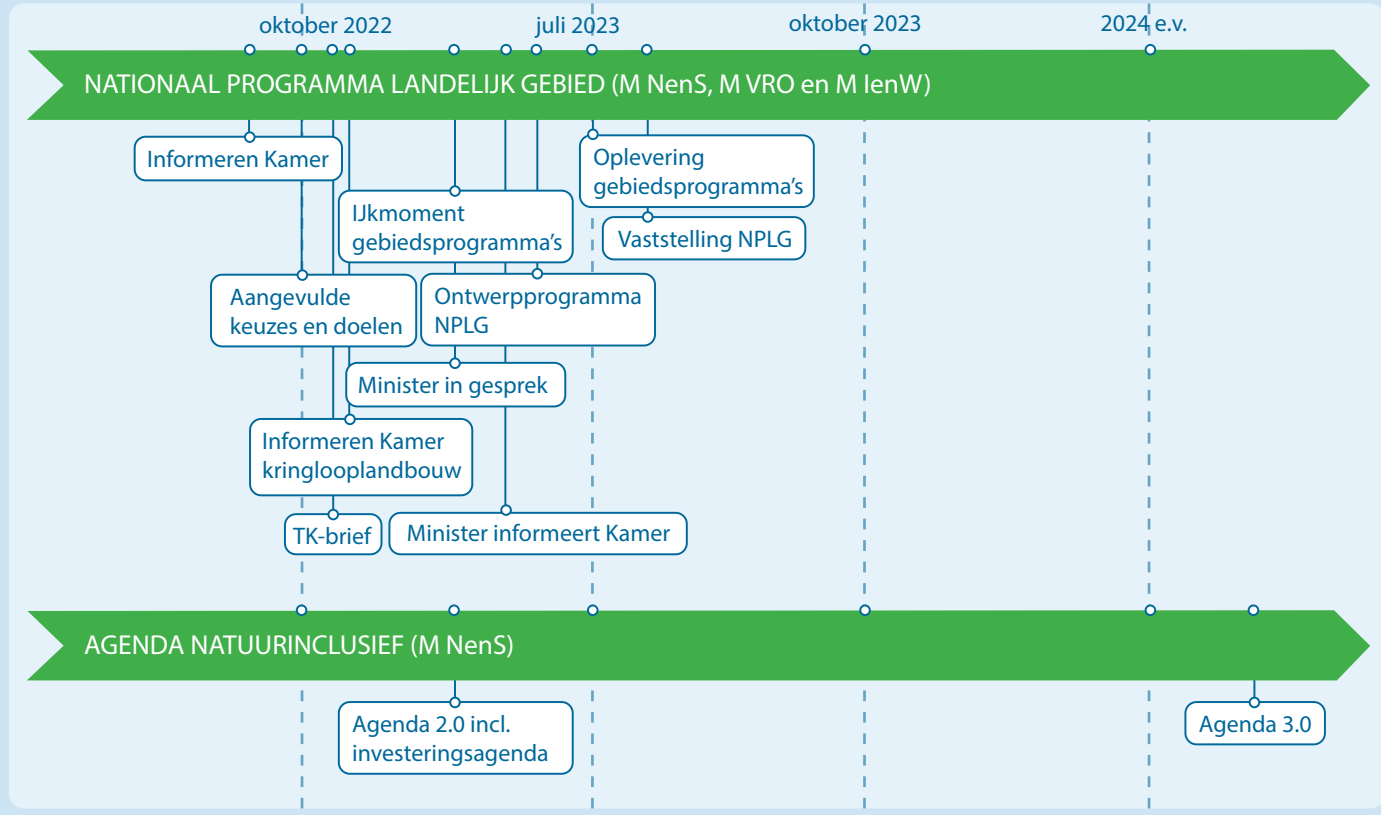 oktober 2022
juli 2023
oktober 2023
2024 e.v.
NATIONAAL PROGRAMMA LANDELIJK GEBIED (M NenS, M VRO en M IenW)
Informeren Kamer
Oplevering
gebiedsprogramma's
IJkmoment
gebiedsprogramma's
Vaststelling NPLG
Aangevulde
keuzes en doelen
Ontwerpprogramma
NPLG
Minister in gesprek
Informeren Kamer
kringlooplandbouw
TK-brief
Minister informeert Kamer
AGENDA NATUURINCLUSIEF (M NenS)
Agenda 2.0 incl.
investeringsagenda
Agenda 3.0